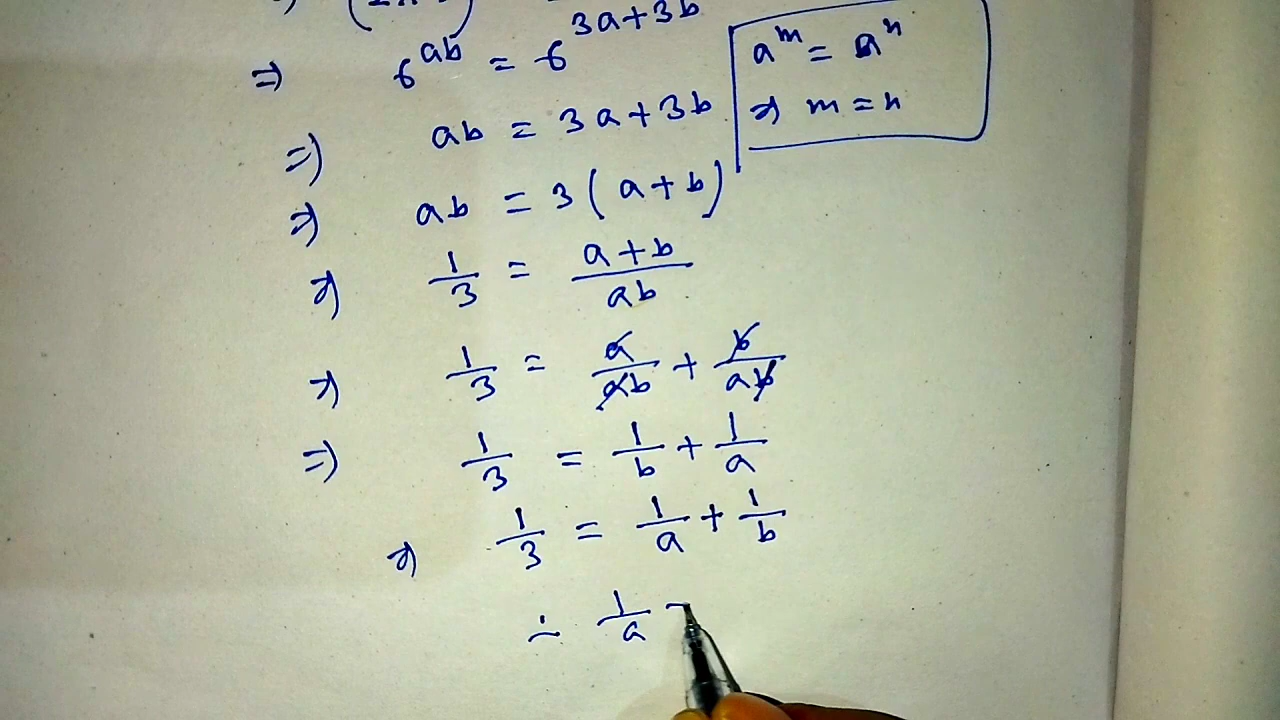 ⇒ 6^ab = 6^3a+3b
a^m = a^n
⇒ m = n
⇒ ab = 3a+3b
⇒ ab = 3(a+b)
⇒ 1/3 = a+b/ab
⇒ 1/3 = a/ab + b/ab
⇒ 1/3 = 1/b + 1/a
⇒ 1/3 = 1/a + 1/b
∴ 1/a